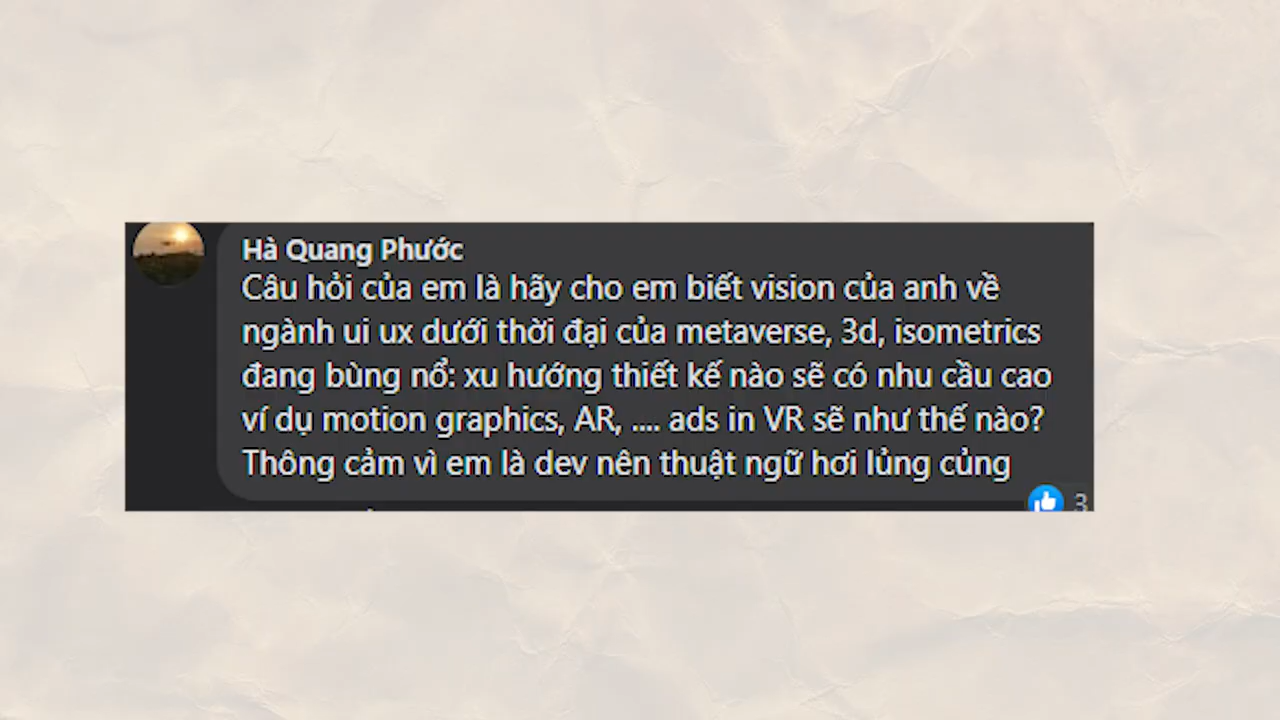 Hà Quang Phước
Câu hỏi của em là hãy cho em biết vision của anh về
ngành ui ux dưới thời đại của metaverse, 3d, isometrics
đang bùng nổ: xu hướng thiết kế nào sẽ có nhu cầu cao
ví dụ motion graphics, AR, .... ads in VR sẽ như thế nào?
Thông cảm vì em là dev nên thuật ngữ hơi lủng củng
3